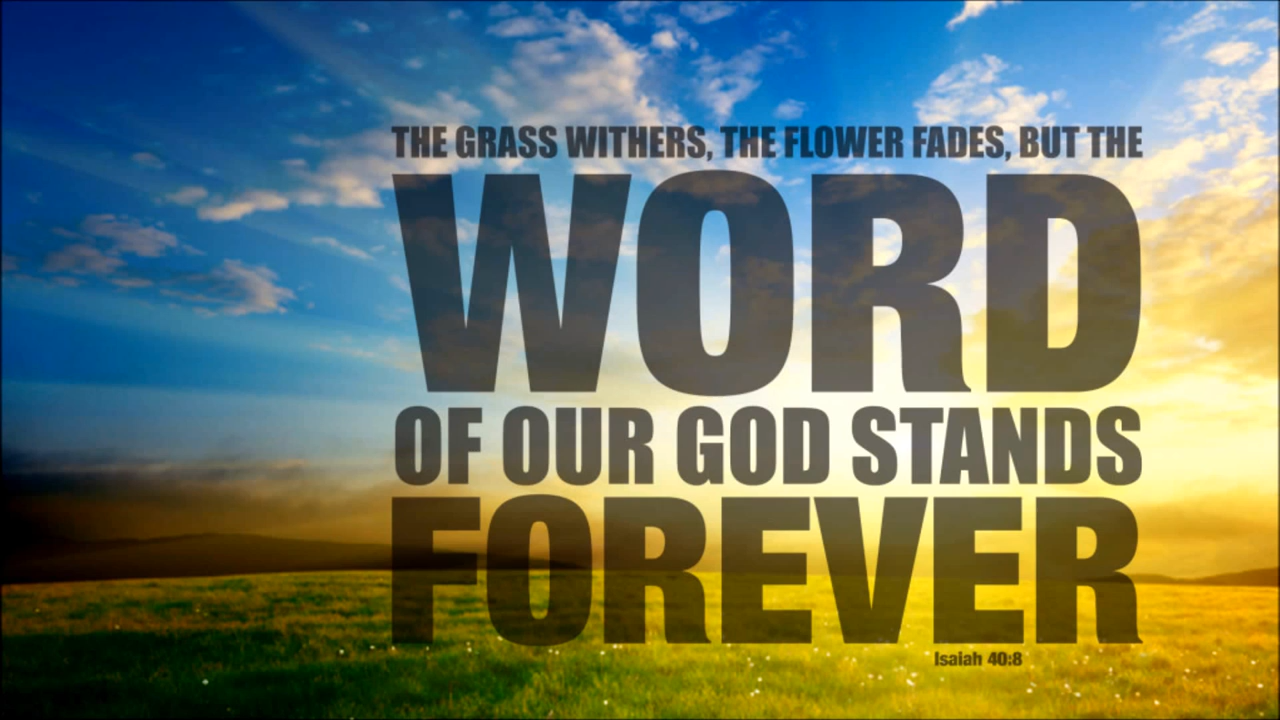 THE GRASS WITHERS, THE FLOWER FADES, BUT THE
WORD
OF OUR GOD STANDS
FOREVER
Isaiah 40:8